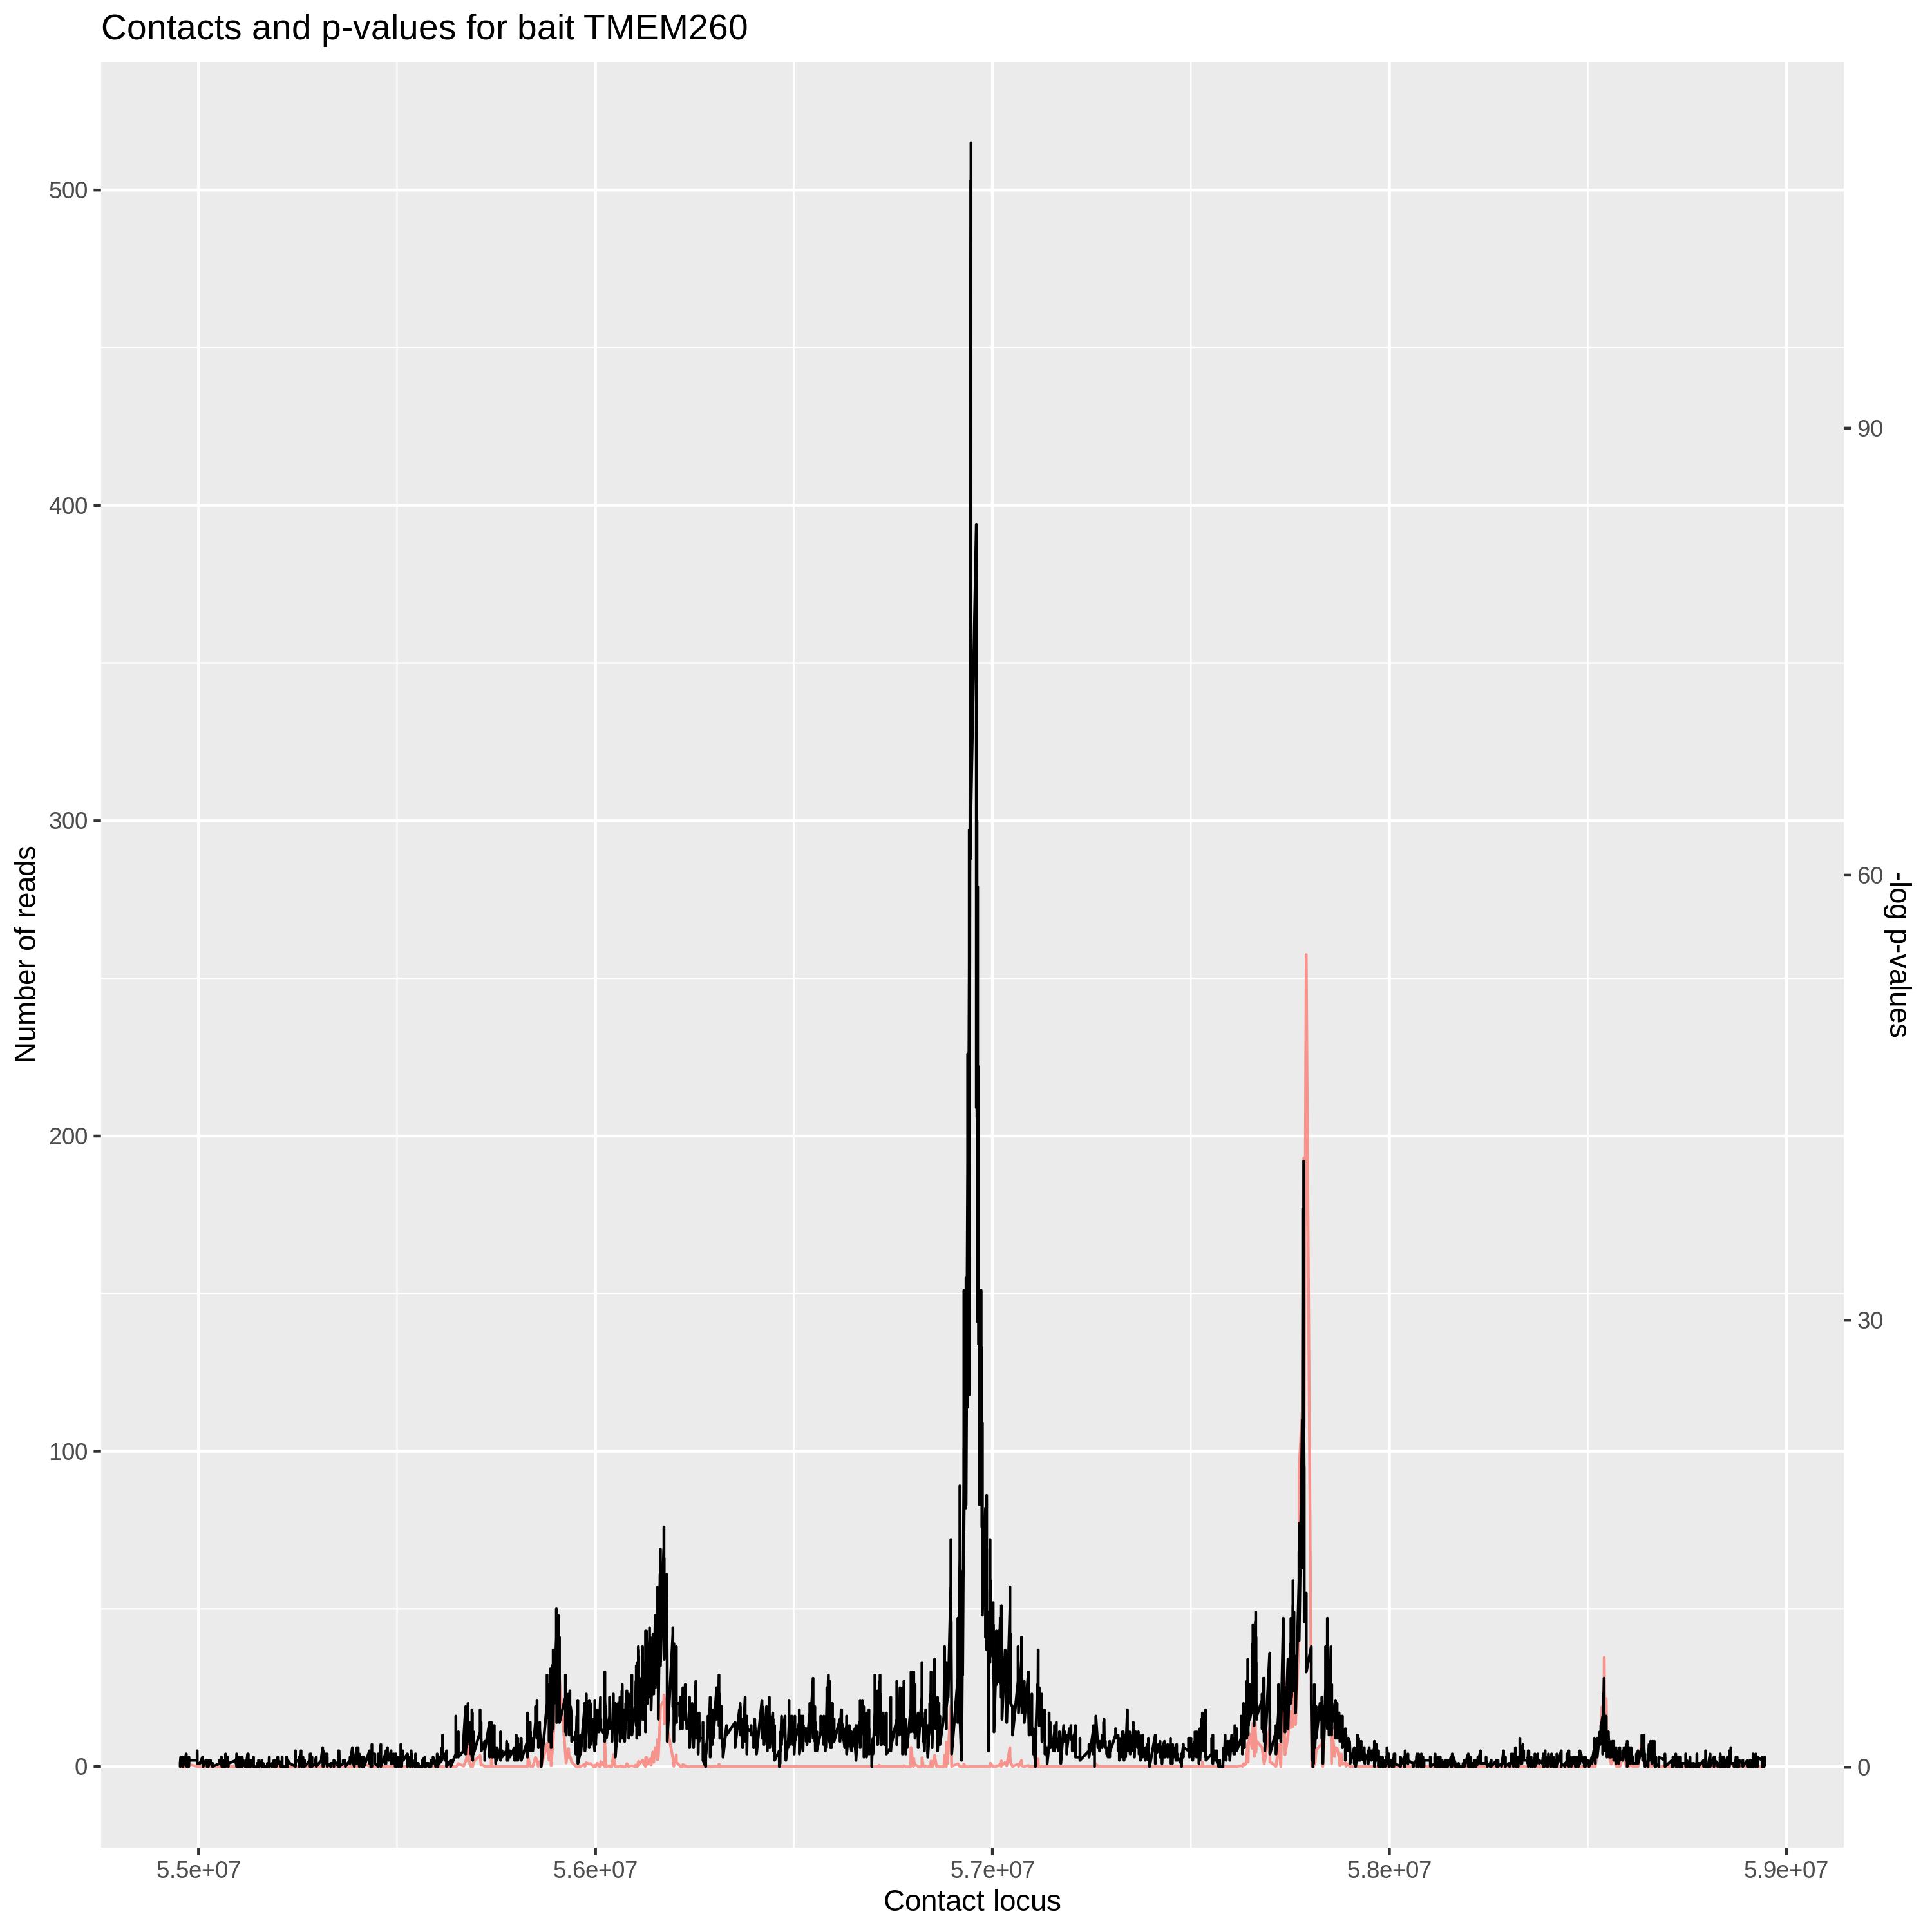 Contacts and p-values for bait TMEM260
500
400
300
200
100
0
Number of reads
90
60
30
0
-log p-values
5.5e+07
5.6e+07
5.7e+07
5.8e+07
5.9e+07
Contact locus